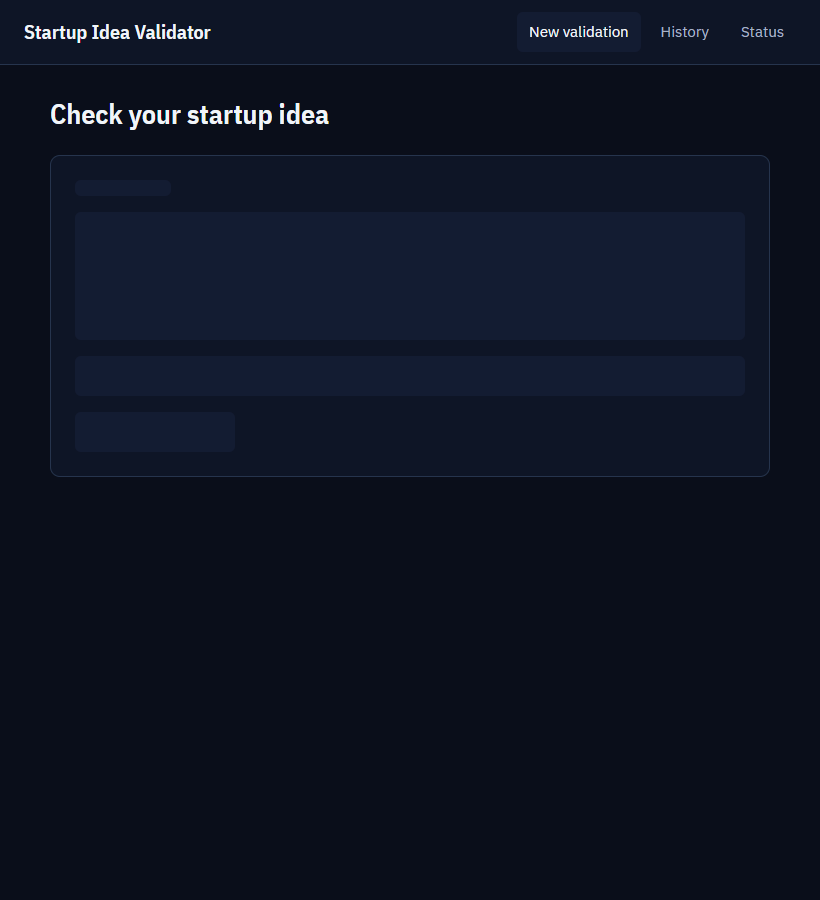 Startup Idea Validator
New validation
History
Status
Check your startup idea